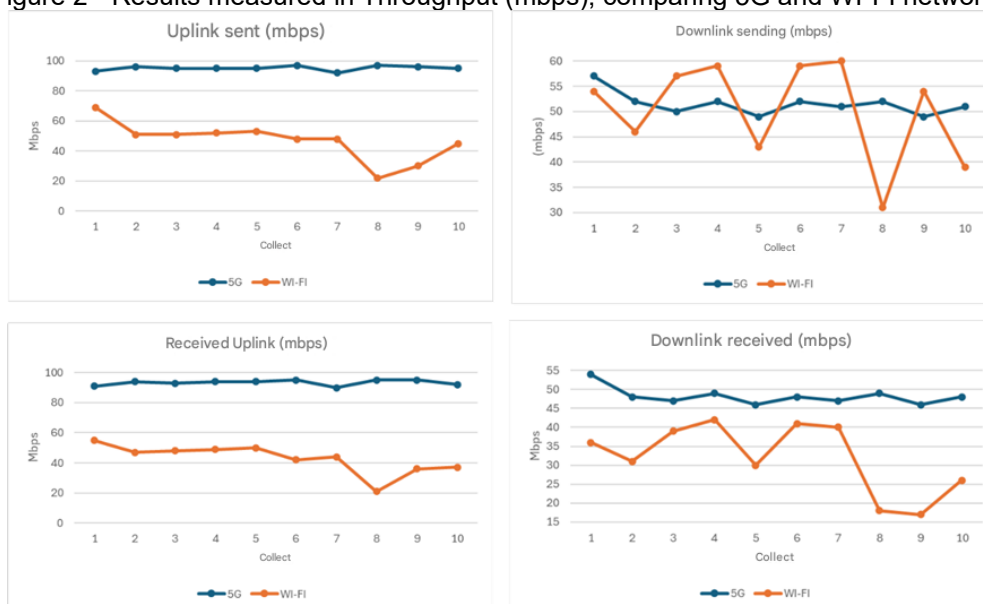 igure 2 - Results measured in Throughput (mbps), comparing 5G and WI-FI networ
Uplink sent (mbps)
100
80
60
40
20
0
Mbps
1 2 3 4 5 6 7 8 9 10
Collect
5G WI-FI
Downlink sending (mbps)
60
55
50
45
40
35
30
(mbps)
1 2 3 4 5 6 7 8 9 10
Collect
5G WI-FI
Received Uplink (mbps)
100
80
60
40
20
0
Mbps
1 2 3 4 5 6 7 8 9 10
Collect
5G WI-FI
Downlink received (mbps)
55
50
45
40
35
30
25
20
15
Mbps
1 2 3 4 5 6 7 8 9 10
Collect
5G WI-FI